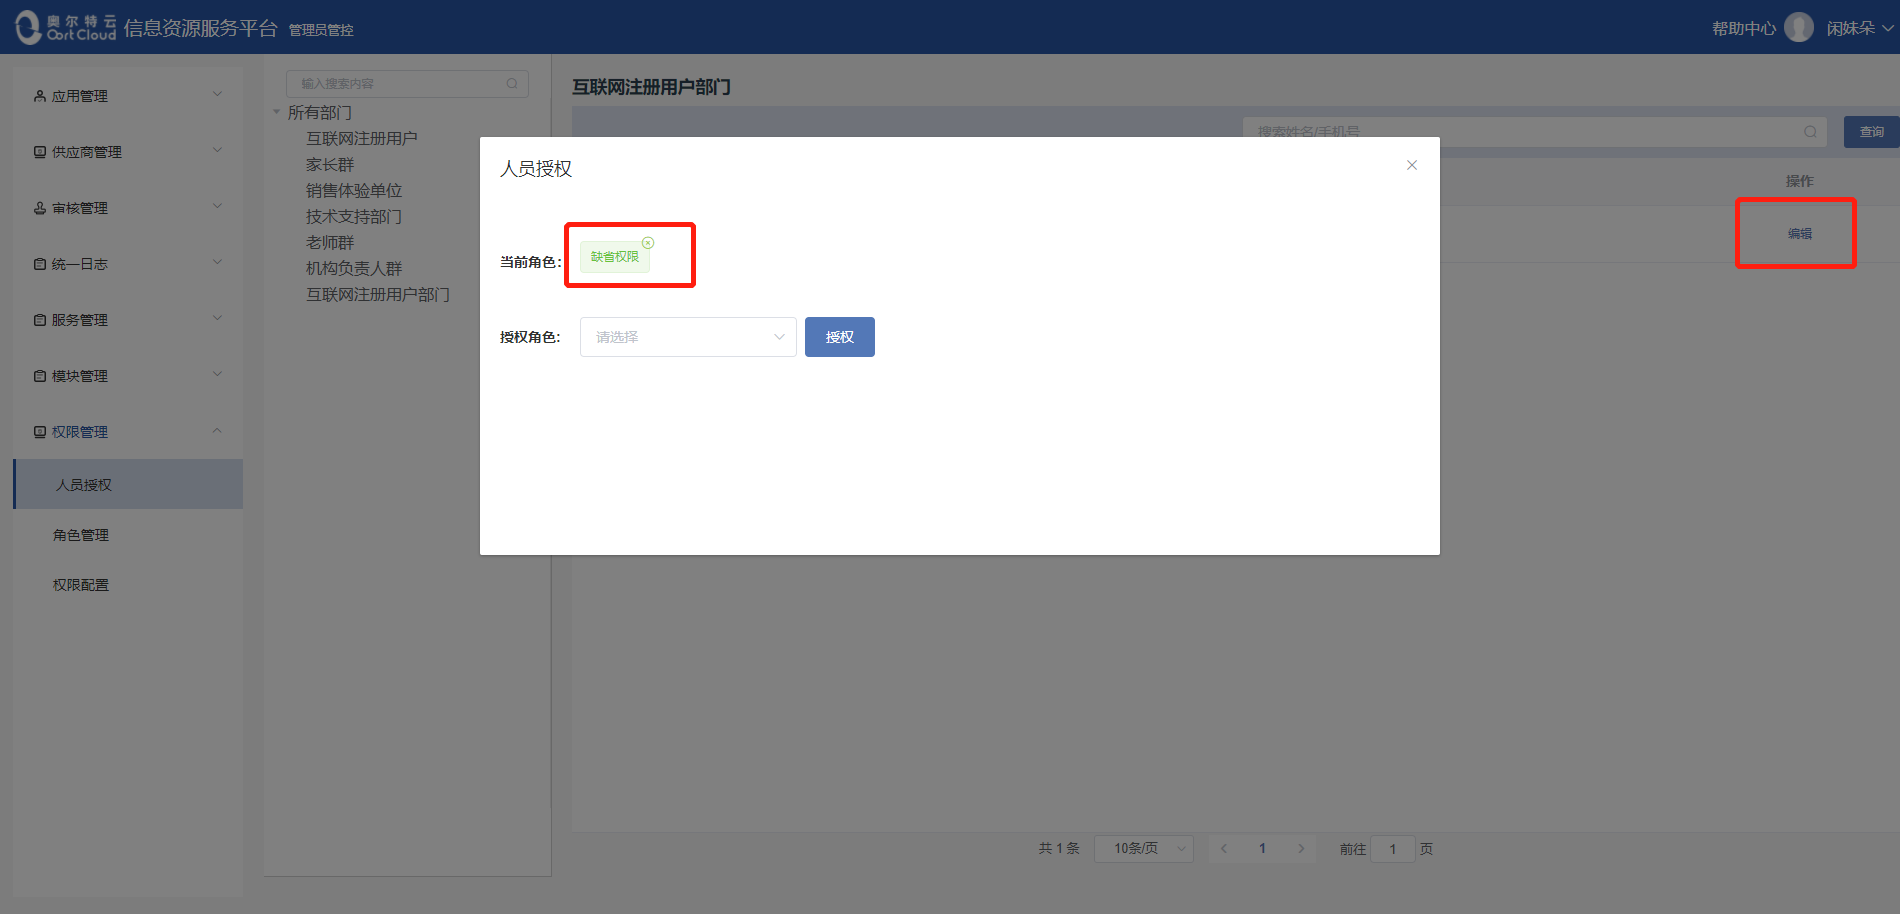 奥尔特云
OortCloud
信息资源服务平台 管理员管控
帮助中心 闲妹朵
应用管理
供应商管理
审核管理
统一日志
服务管理
模块管理
权限管理
人员授权
角色管理
权限配置
输入搜索内容
所有部门
互联网注册用户
家长群
销售体验单位
技术支持部门
老师群
机构负责人群
互联网注册用户部门
互联网注册用户部门
搜索姓名/手机号
查询
操作
编辑
人员授权
当前角色: 缺省权限
授权角色: 请选择 授权
共 1 条 10条/页 1 前往 1 页